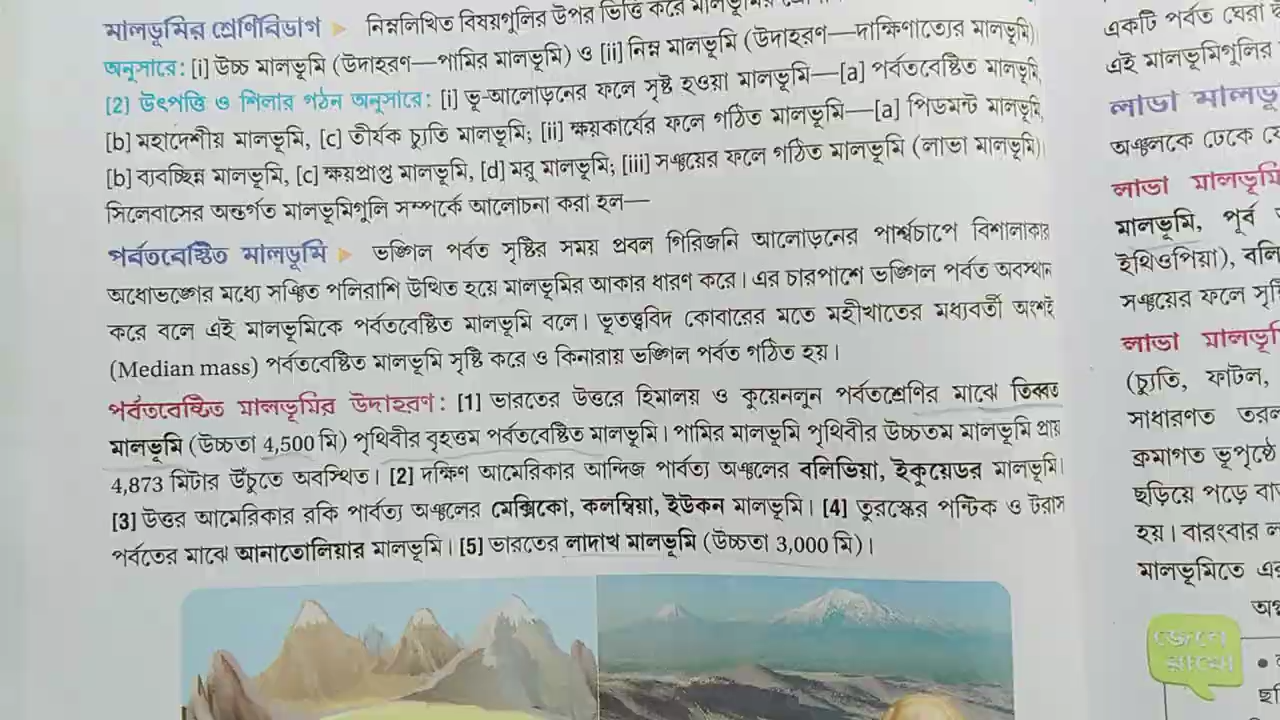 মালভূমির শ্রেণিবিভাগ ► নিম্নলিখিত বিষয়গুলির উপর ভিত্তি করে
অনুসারে: [i] উচ্চ মালভূমি (উদাহরণ—পামির মালভূমি) ও [ii] নিম্ন মালভূমি (উদাহরণ—দাক্ষিণাত্যের মালভূমি)।
[2] উৎপত্তি ও শিলার গঠন অনুসারে: [i] ভূ-আলোড়নের ফলে সৃষ্ট হওয়া মালভূমি—[a] পর্বতবেষ্টিত মালভূমি,
[b] মহাদেশীয় মালভূমি, [c] তীর্যক চ্যুতি মালভূমি; [ii] ক্ষয়কার্যের ফলে গঠিত মালভূমি—[a] পিডমন্ট মালভূমি,
[b] ব্যবচ্ছিন্ন মালভূমি, [c] ক্ষয়প্রাপ্ত মালভূমি, [d] মরু মালভূমি; [iii] সঞ্চয়ের ফলে গঠিত মালভূমি (লাভা মালভূমি)।
সিলেবাসের অন্তর্গত মালভূমিগুলি সম্পর্কে আলোচনা করা হল—
পর্বতবেষ্টিত মালভূমি ► ভঙ্গিল পর্বত সৃষ্টির সময় প্রবল গিরিজনি আলোড়নের পার্শ্বচাপে বিশালাকার
অধোভঙ্গের মধ্যে সঞ্চিত পলিরাশি উত্থিত হয়ে মালভূমির আকার ধারণ করে। এর চারপাশে ভঙ্গিল পর্বত অবস্থান
করে বলে এই মালভূমিকে পর্বতবেষ্টিত মালভূমি বলে। ভূতত্ত্ববিদ কোবারের মতে মহীখাতের মধ্যবর্তী অংশই
(Median mass) পর্বতবেষ্টিত মালভূমি সৃষ্টি করে ও কিনারায় ভঙ্গিল পর্বত গঠিত হয়।
পর্বতবেষ্টিত মালভূমির উদাহরণ: [1] ভারতের উত্তরে হিমালয় ও কুয়েনলুন পর্বতশ্রেণির মাঝে তিব্বত
মালভূমি (উচ্চতা 4,500 মি) পৃথিবীর বৃহত্তম পর্বতবেষ্টিত মালভূমি। পামির মালভূমি পৃথিবীর উচ্চতম মালভূমি প্রায়
4,873 মিটার উঁচুতে অবস্থিত। [2] দক্ষিণ আমেরিকার আন্দিজ পার্বত্য অঞ্চলের বলিভিয়া, ইকুয়েডর মালভূমি।
[3] উত্তর আমেরিকার রকি পার্বত্য অঞ্চলের মেক্সিকো, কলম্বিয়া, ইউকন মালভূমি। [4] তুরস্কের পন্টিক ও টরাস
পর্বতের মাঝে আনাতোলিয়ার মালভূমি। [5] ভারতের লাদাখ মালভূমি (উচ্চতা 3,000 মি)।
একটি পর্বত ঘেরা
এই মালভূমিগুলির
লাভা
অঞ্চলকে ঢেকে
লাভা মালভূমি
মালভূমি, পূর্ব
ইথিওপিয়া),
সঞ্চয়ের ফলে
লাভা
(চ্যুতি, ফাটল,
সাধারণত
ক্রমাগত ভূপৃষ্ঠে
ছড়িয়ে পড়ে
হয়। বারংবার
মালভূমিতে
জেনে
রাখো